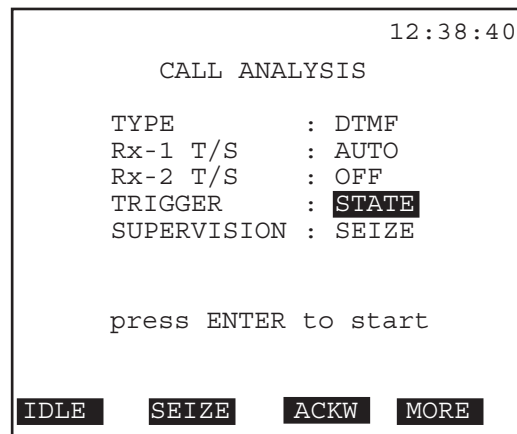 12:38:40
CALL ANALYSIS
TYPE : DTMF
Rx-1 T/S : AUTO
Rx-2 T/S : OFF
TRIGGER : STATE
SUPERVISION : SEIZE
press ENTER to start
IDLE SEIZE ACKW MORE